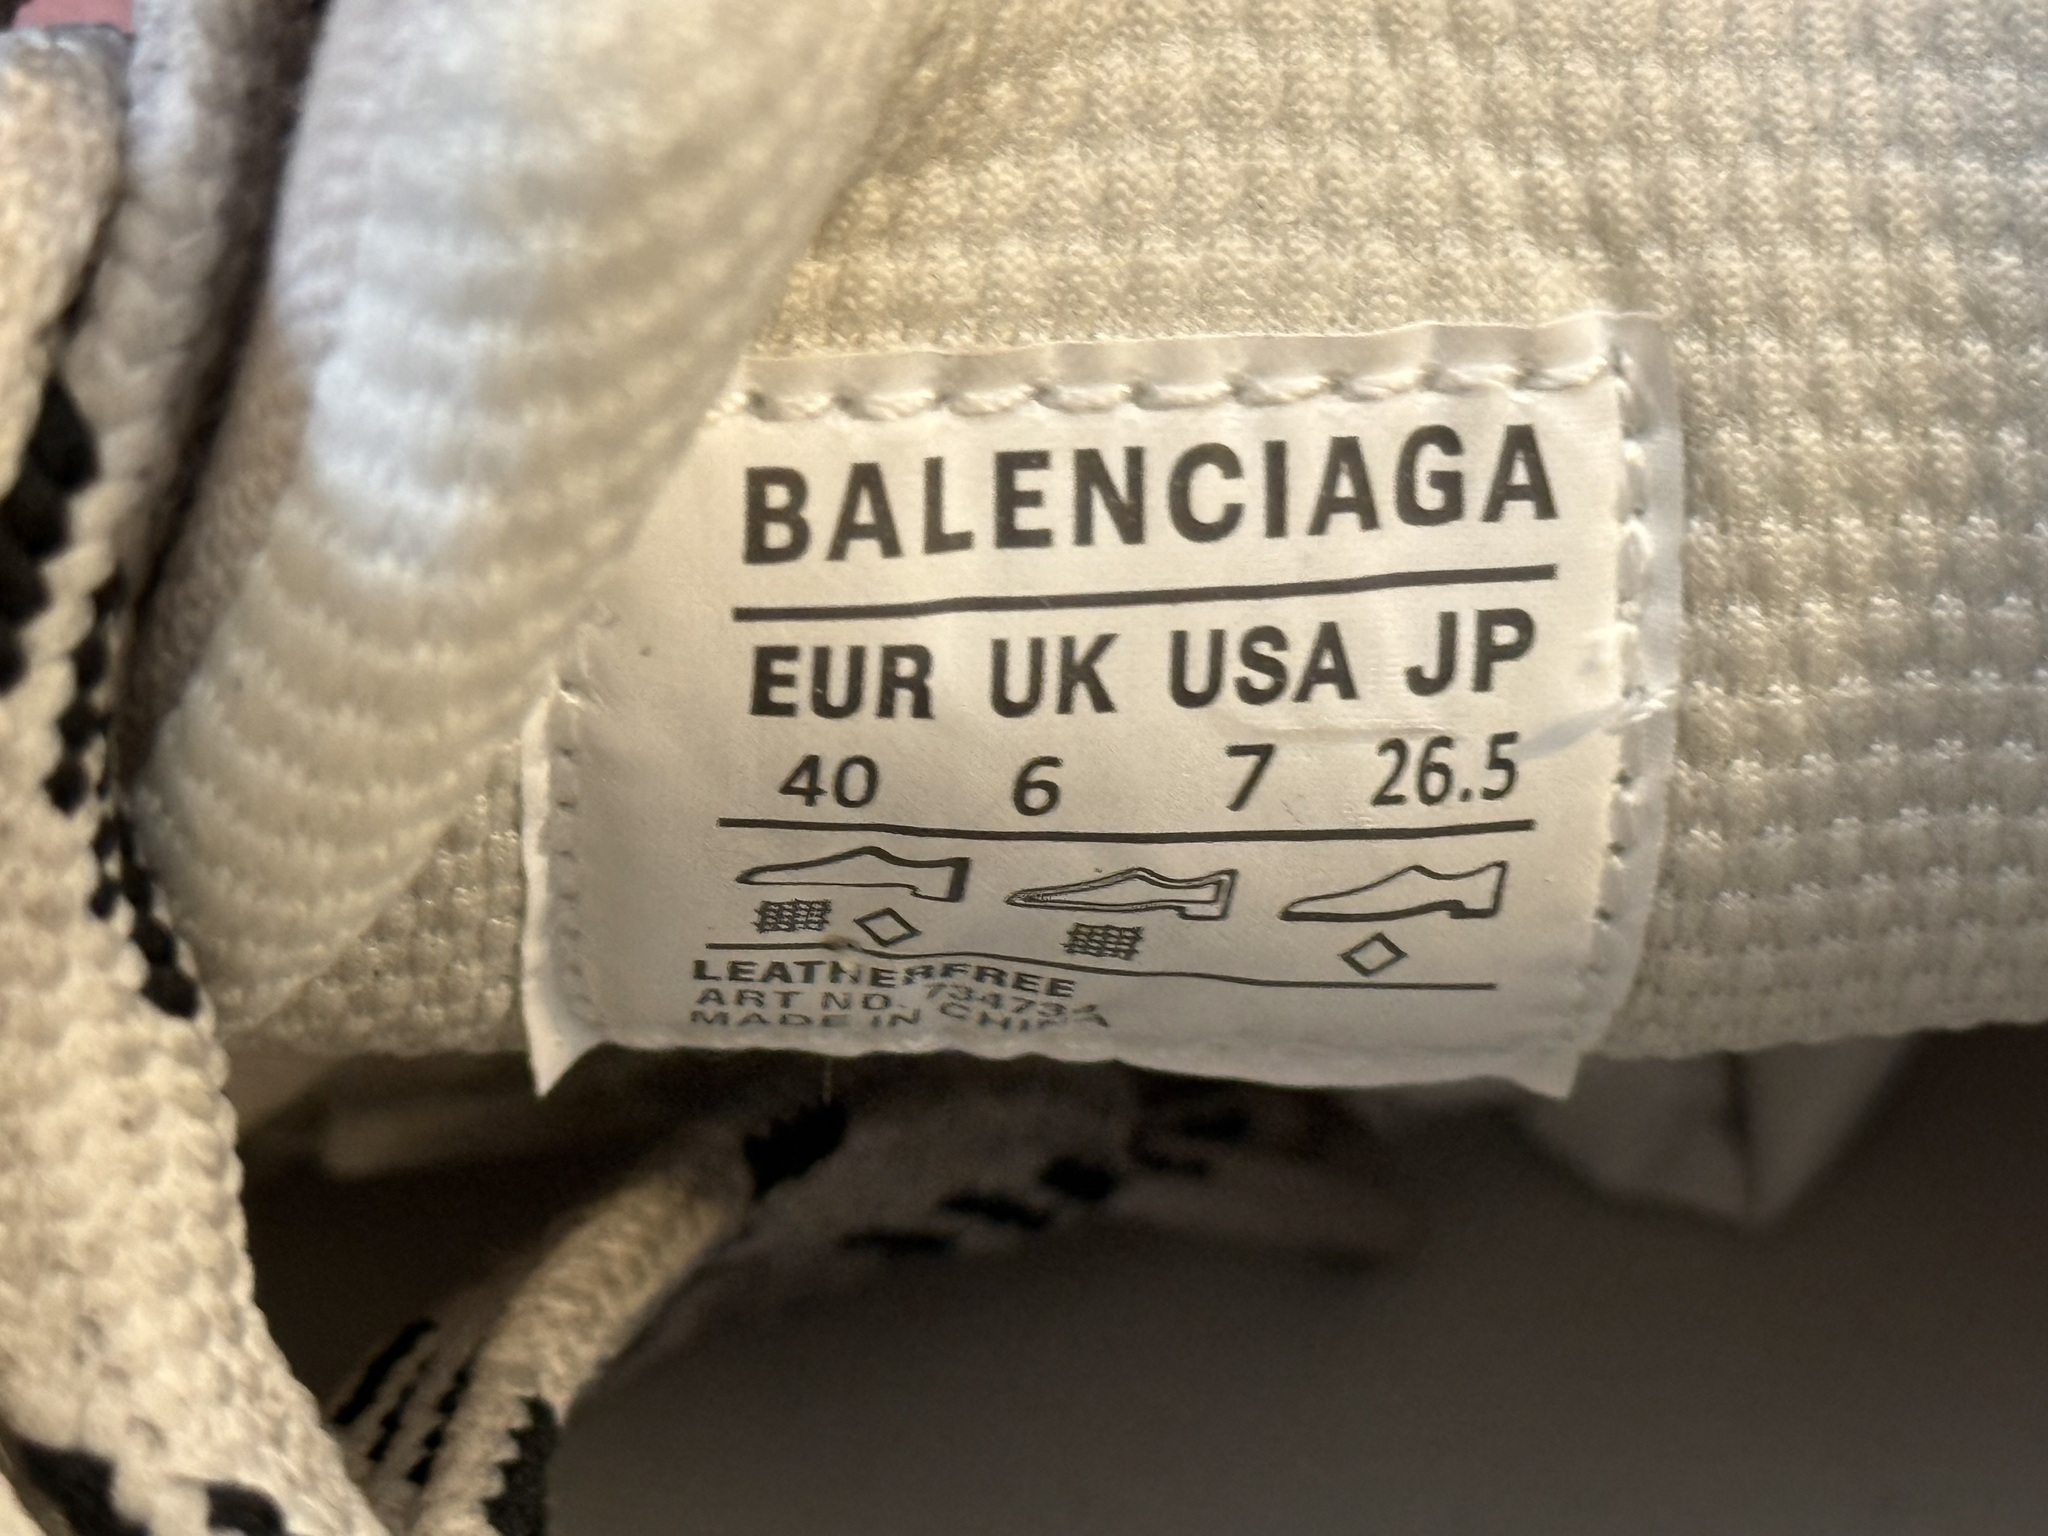 BALENCIAGA
EUR UK USA JP
40 6 7 26.5
LEATHERFREE
ART NO. 734734
MADE IN CHINA